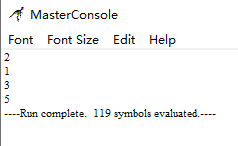 MasterConsole
Font Font Size Edit Help
2
1
3
5
----Run complete. 119 symbols evaluated.----